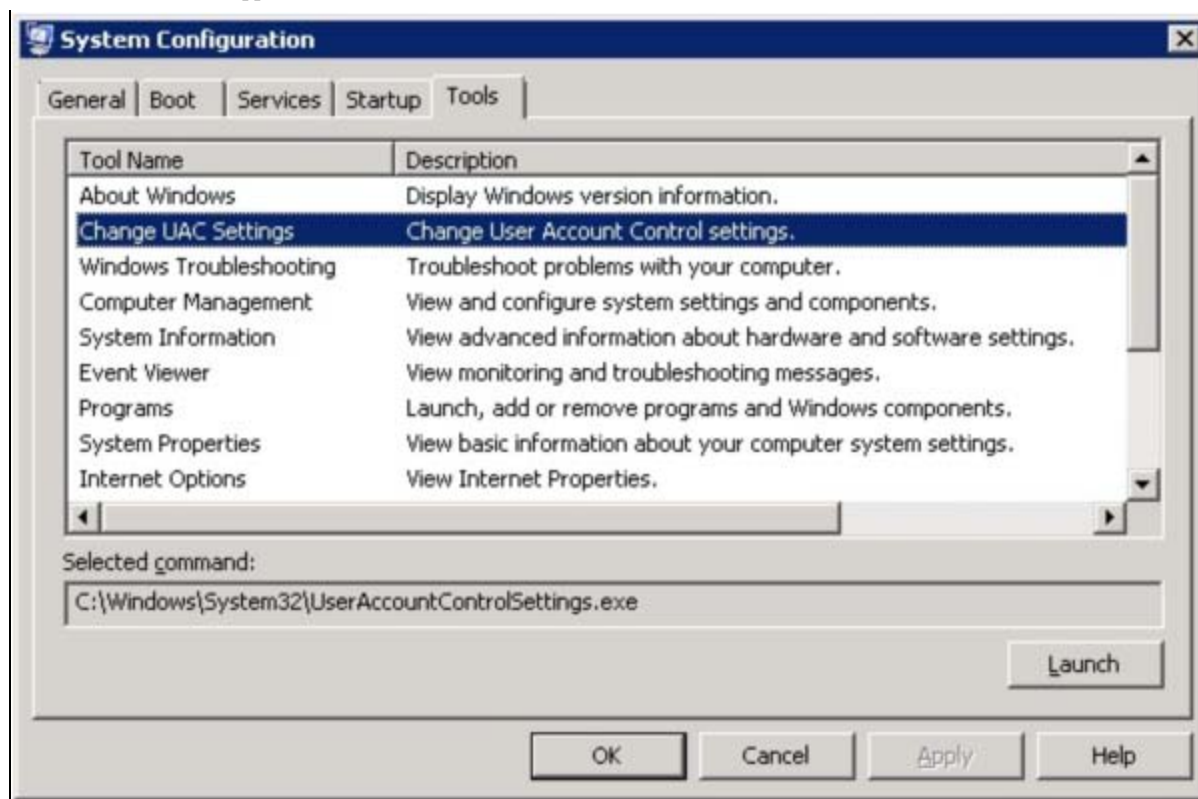 System Configuration
General Boot Services Startup Tools
Tool Name Description
About Windows Display Windows version information.
Change UAC Settings Change User Account Control settings.
Windows Troubleshooting Troubleshoot problems with your computer.
Computer Management View and configure system settings and components.
System Information View advanced information about hardware and software settings.
Event Viewer View monitoring and troubleshooting messages.
Programs Launch, add or remove programs and Windows components.
System Properties View basic information about your computer system settings.
Internet Options View Internet Properties.
Selected command:
C:\Windows\System32\UserAccountControlSettings.exe
Launch
OK Cancel Apply Help